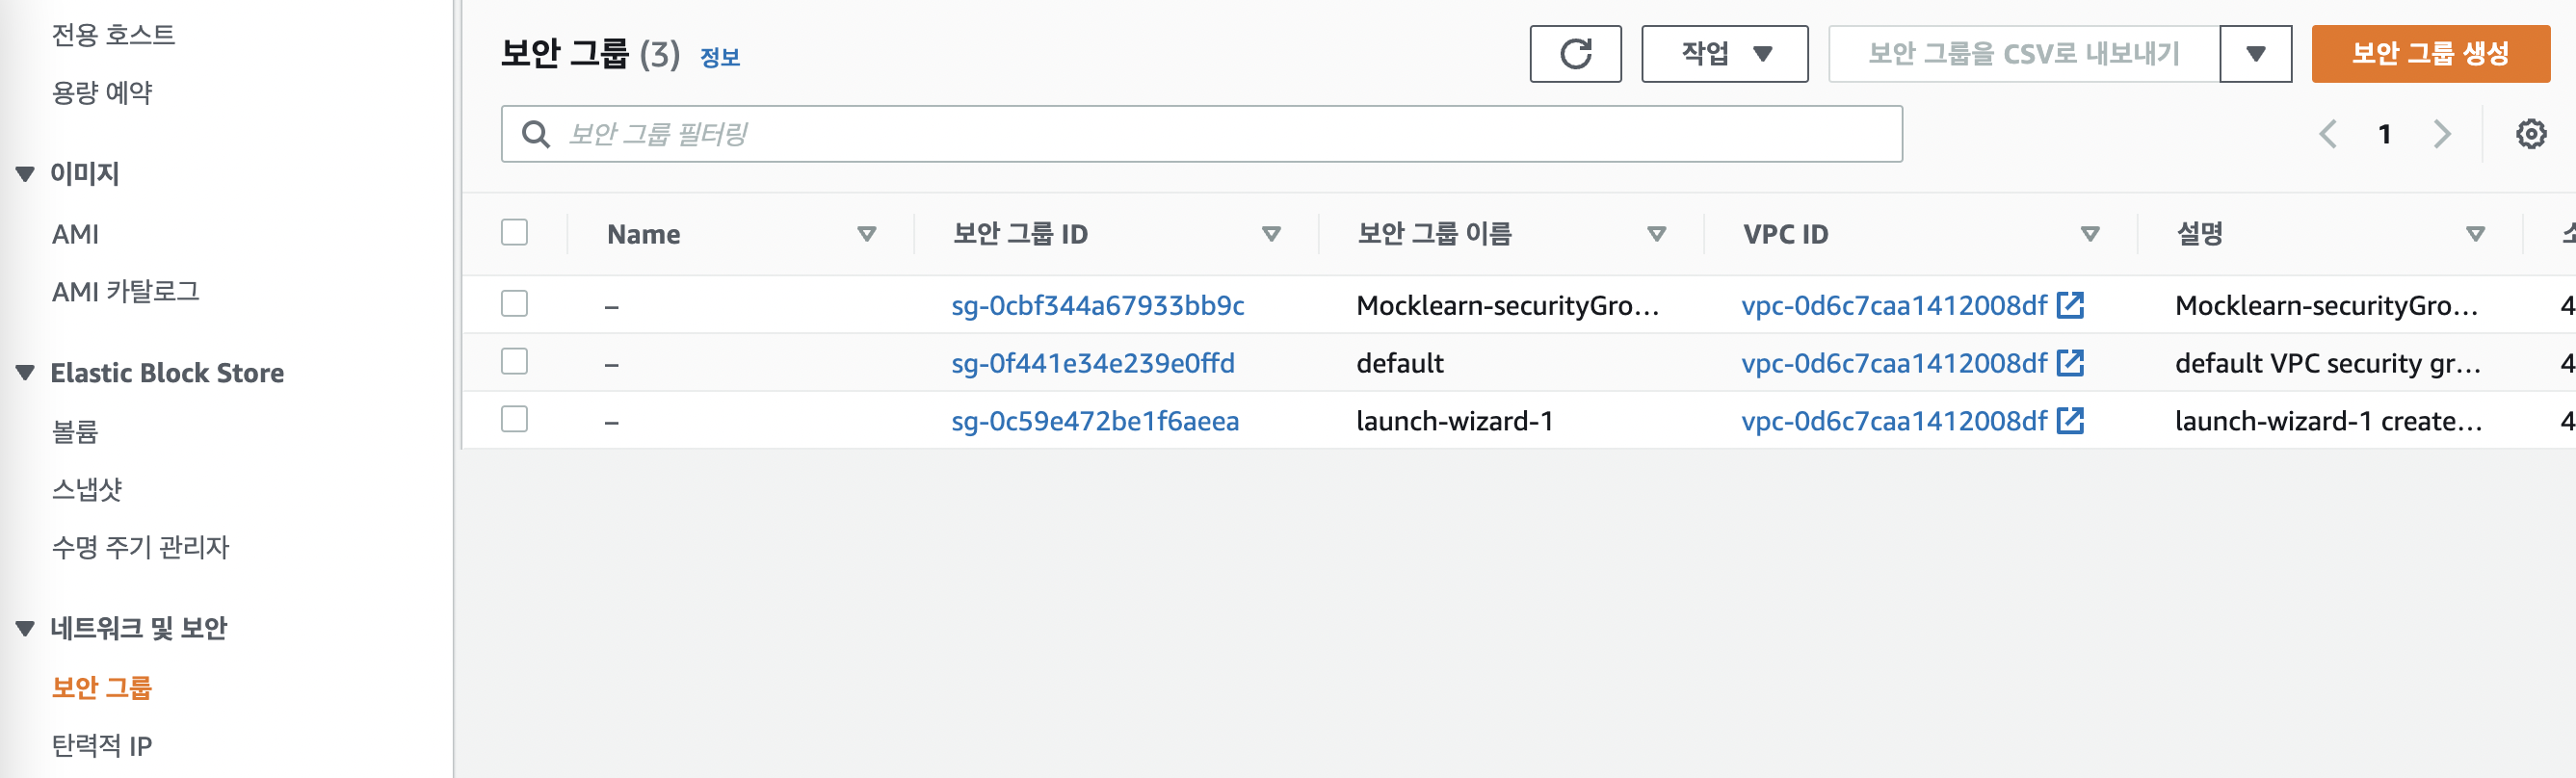 전용 호스트
용량 예약
이미지
AMI
AMI 카탈로그
Elastic Block Store
볼륨
스냅샷
수명 주기 관리자
네트워크 및 보안
보안 그룹
탄력적 IP
보안 그룹 (3) 정보
작업
보안 그룹을 CSV로 내보내기
보안 그룹 생성
보안 그룹 필터링
1
Name 보안 그룹 ID 보안 그룹 이름 VPC ID 설명
– sg-0cbf344a67933bb9c Mocklearn-securityGro... vpc-0d6c7caa1412008df Mocklearn-securityGro... 4
– sg-0f441e34e239e0ffd default vpc-0d6c7caa1412008df default VPC security gr... 4
– sg-0c59e472be1f6aeea launch-wizard-1 vpc-0d6c7caa1412008df launch-wizard-1 create... 4